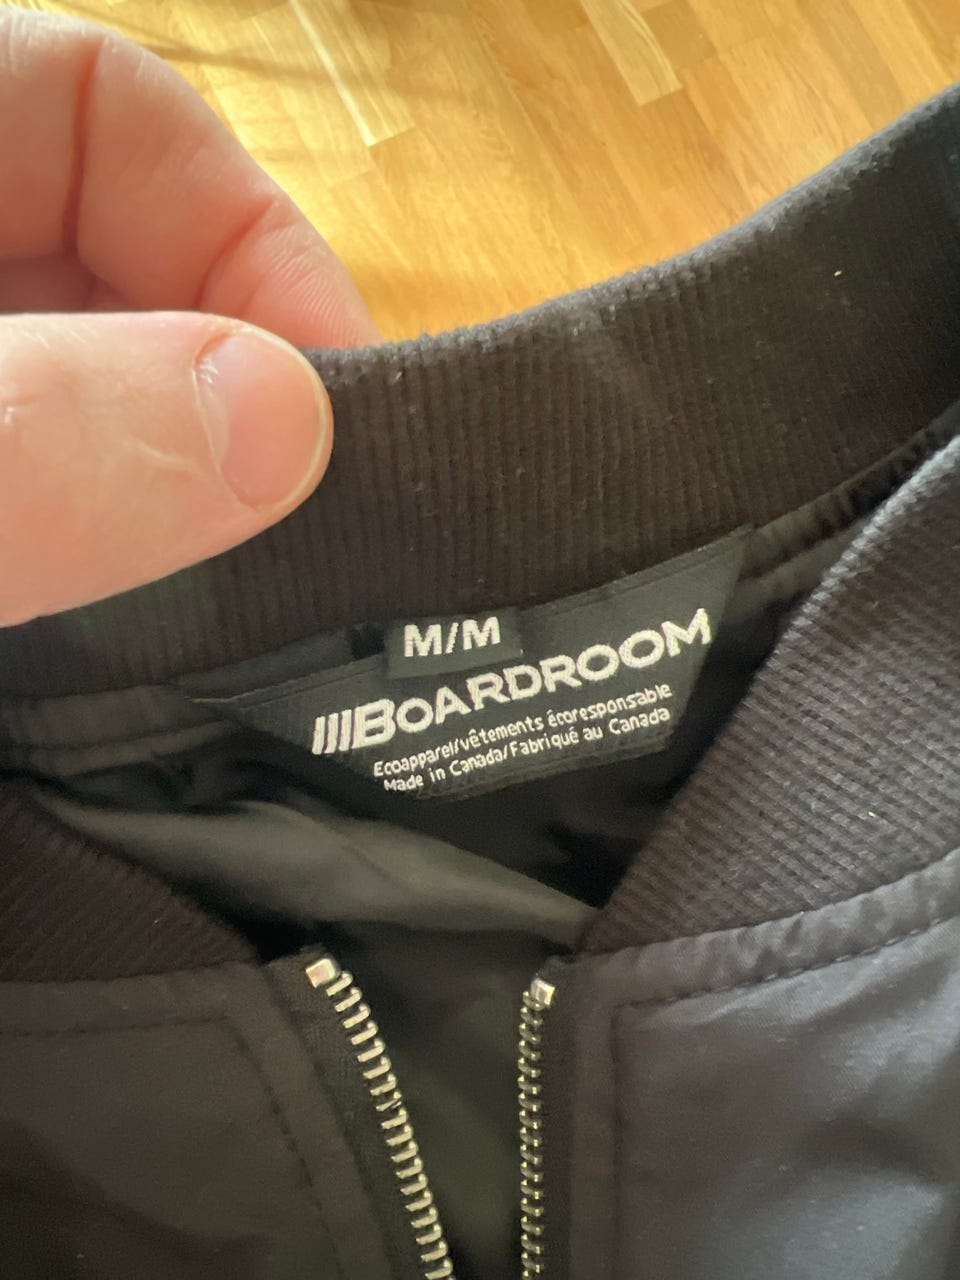 M/M
BOARDROOM
Ecoapparel/vêtements écoresponsable
Made in Canada/Fabriqué au Canada